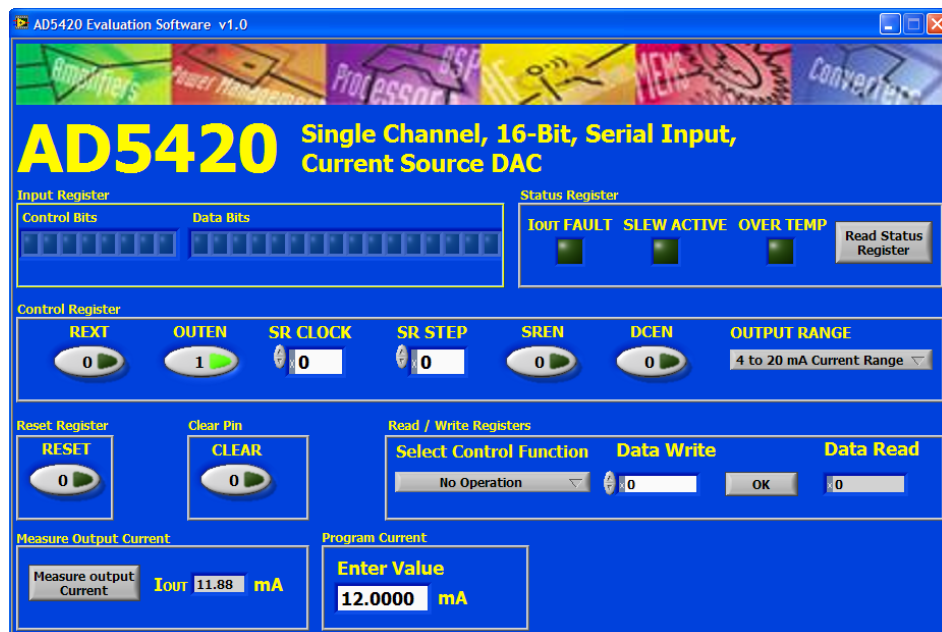 AD5420 Evaluation Software v1.0
Amplifiers Power Management Processors DSP MEMS Converters
AD5420
Single Channel, 16-Bit, Serial Input,
Current Source DAC
Input Register
Control Bits Data Bits
Status Register
IOUT FAULT SLEW ACTIVE OVER TEMP
Read Status
Register
Control Register
REXT OUTEN SR CLOCK SR STEP SREN DCEN OUTPUT RANGE
0 1 x0 x0 0 0 4 to 20 mA Current Range
Reset Register
RESET
0
Clear Pin
CLEAR
0
Read / Write Registers
Select Control Function Data Write Data Read
No Operation x0 OK x0
Measure Output Current
Measure output
Current
IOUT 11.88 mA
Program Current
Enter Value
12.0000 mA